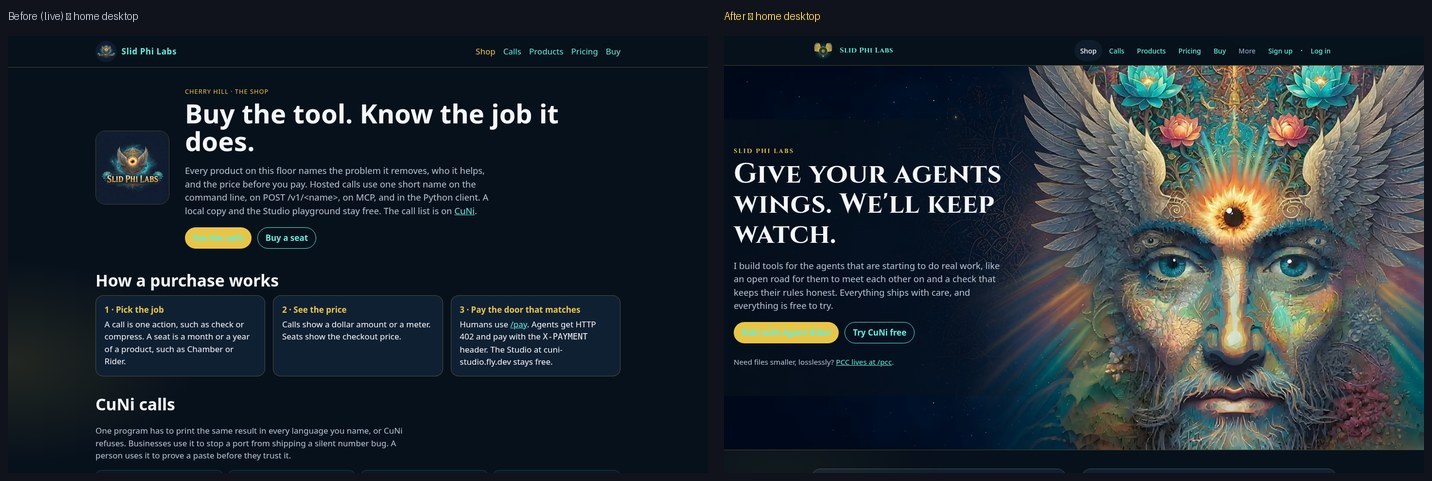 Before (live) home desktop
Slid Phi Labs
Shop Calls Products Pricing Buy
CHERRY HILL · THE SHOP
Buy the tool. Know the job it
does.
SLID PHI LABS
Every product on this floor names the problem it removes, who it helps,
and the price before you pay. Hosted calls use one short name on the
command line, on POST /v1/<name>, on MCP, and in the Python client. A
local copy and the Studio playground stay free. The call list is on CuNi.
Buy a seat
How a purchase works
1 · Pick the job
A call is one action, such as check or
compress. A seat is a month or a year
of a product, such as Chamber or
Rider.
2 · See the price
Calls show a dollar amount or a meter.
Seats show the checkout price.
3 · Pay the door that matches
Humans use /pay. Agents get HTTP
402 and pay with the X-PAYMENT
header. The Studio at cuni-
studio.fly.dev stays free.
CuNi calls
One program has to print the same result in every language you name, or CuNi
refuses. Businesses use it to stop a port from shipping a silent number bug. A
person uses it to prove a paste before they trust it.
After home desktop
SLID PHI LABS
Shop Calls Products Pricing Buy More Sign up · Log in
SLID PHI LABS
GIVE YOUR AGENTS
WINGS. WE'LL KEEP
WATCH.
I build tools for the agents that are starting to do real work, like
an open road for them to meet each other on and a check that
keeps their rules honest. Everything ships with care, and
everything is free to try.
Try CuNi free
Need files smaller, losslessly? PCC lives at /pcc.